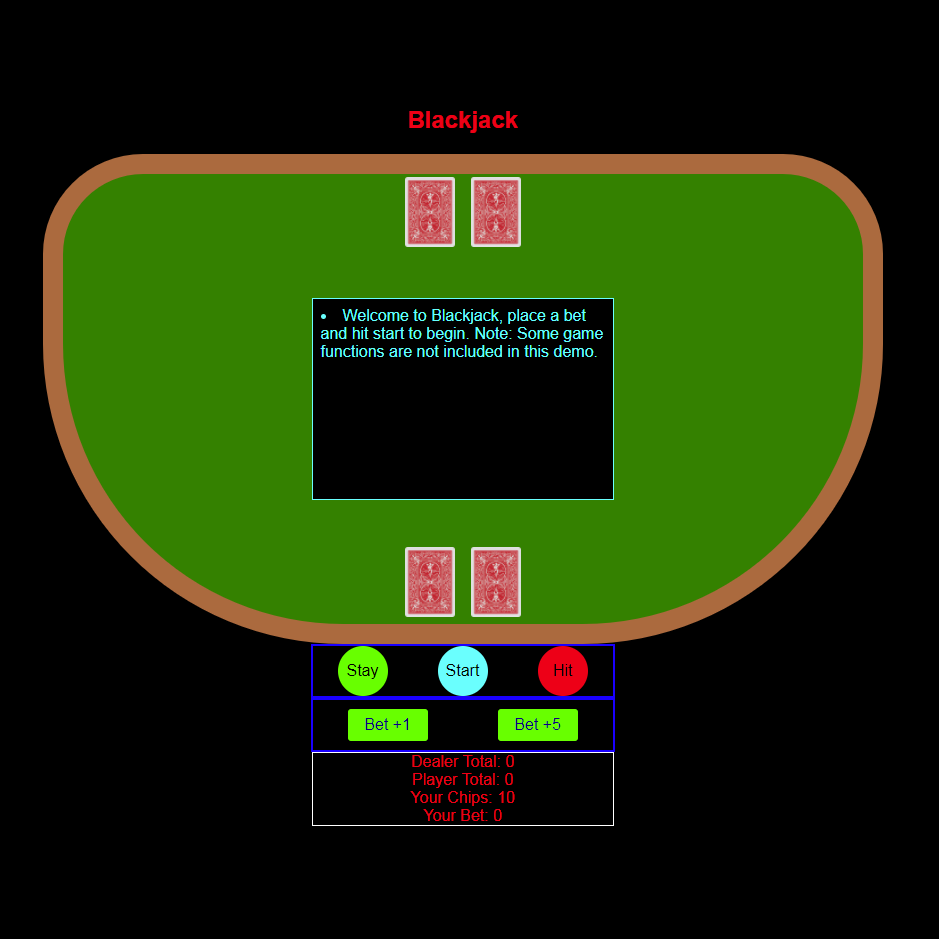 Blackjack
• Welcome to Blackjack, place a bet
and hit start to begin. Note: Some game
functions are not included in this demo.
Stay Start Hit
Bet +1 Bet +5
Dealer Total: 0
Player Total: 0
Your Chips: 10
Your Bet: 0